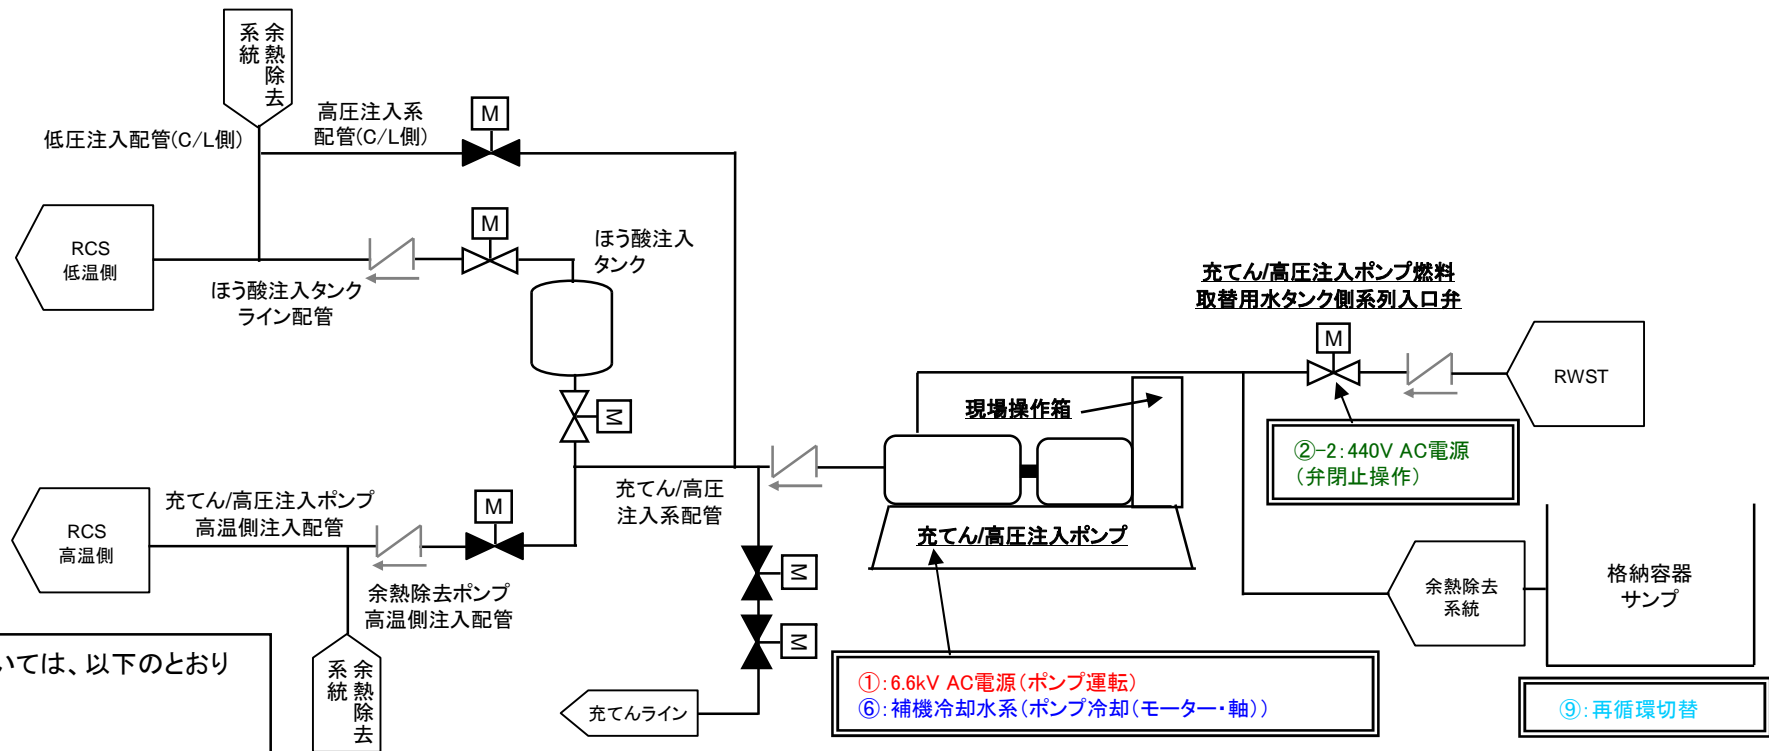 余熱除去
系統
低圧注入配管(C/L側)
高圧注入系
配管(C/L側)
M
M
RCS
低温側
ほう酸注入タンク
ライン配管
ほう酸注入
タンク
M
充てん/高圧注入ポンプ燃料
取替用水タンク側系列入口弁
M
RWST
②-2:440V AC電源
(弁閉止操作)
現場操作箱
充てん/高圧注入ポンプ
充てん/高圧
注入系配管
RCS
高温側
充てん/高圧注入ポンプ
高温側注入配管
M
余熱除去ポンプ
高温側注入配管
M
M
余熱除去
系統
格納容器
サンプ
いては、以下のとおり
余熱除去
系統
充てんライン
①:6.6kV AC電源(ポンプ運転)
⑥:補機冷却水系(ポンプ冷却(モーター・軸))
⑨:再循環切替